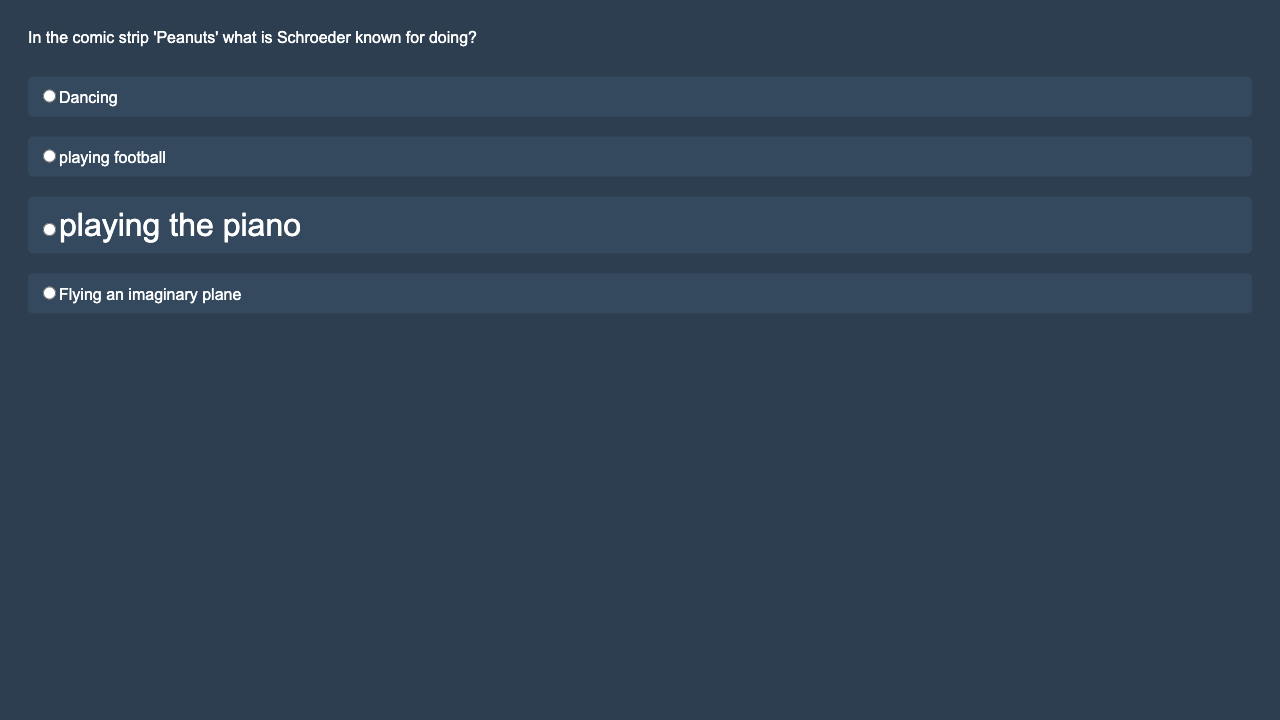 In the comic strip 'Peanuts' what is Schroeder known for doing?
Dancing
playing football
playing the piano
Flying an imaginary plane